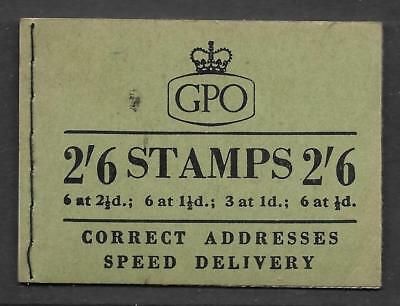 GPO
2'6 STAMPS 2'6
6 at 2½d.; 6 at 1½d.; 3 at 1d.; 6 at ½d.
CORRECT ADDRESSES
SPEED DELIVERY